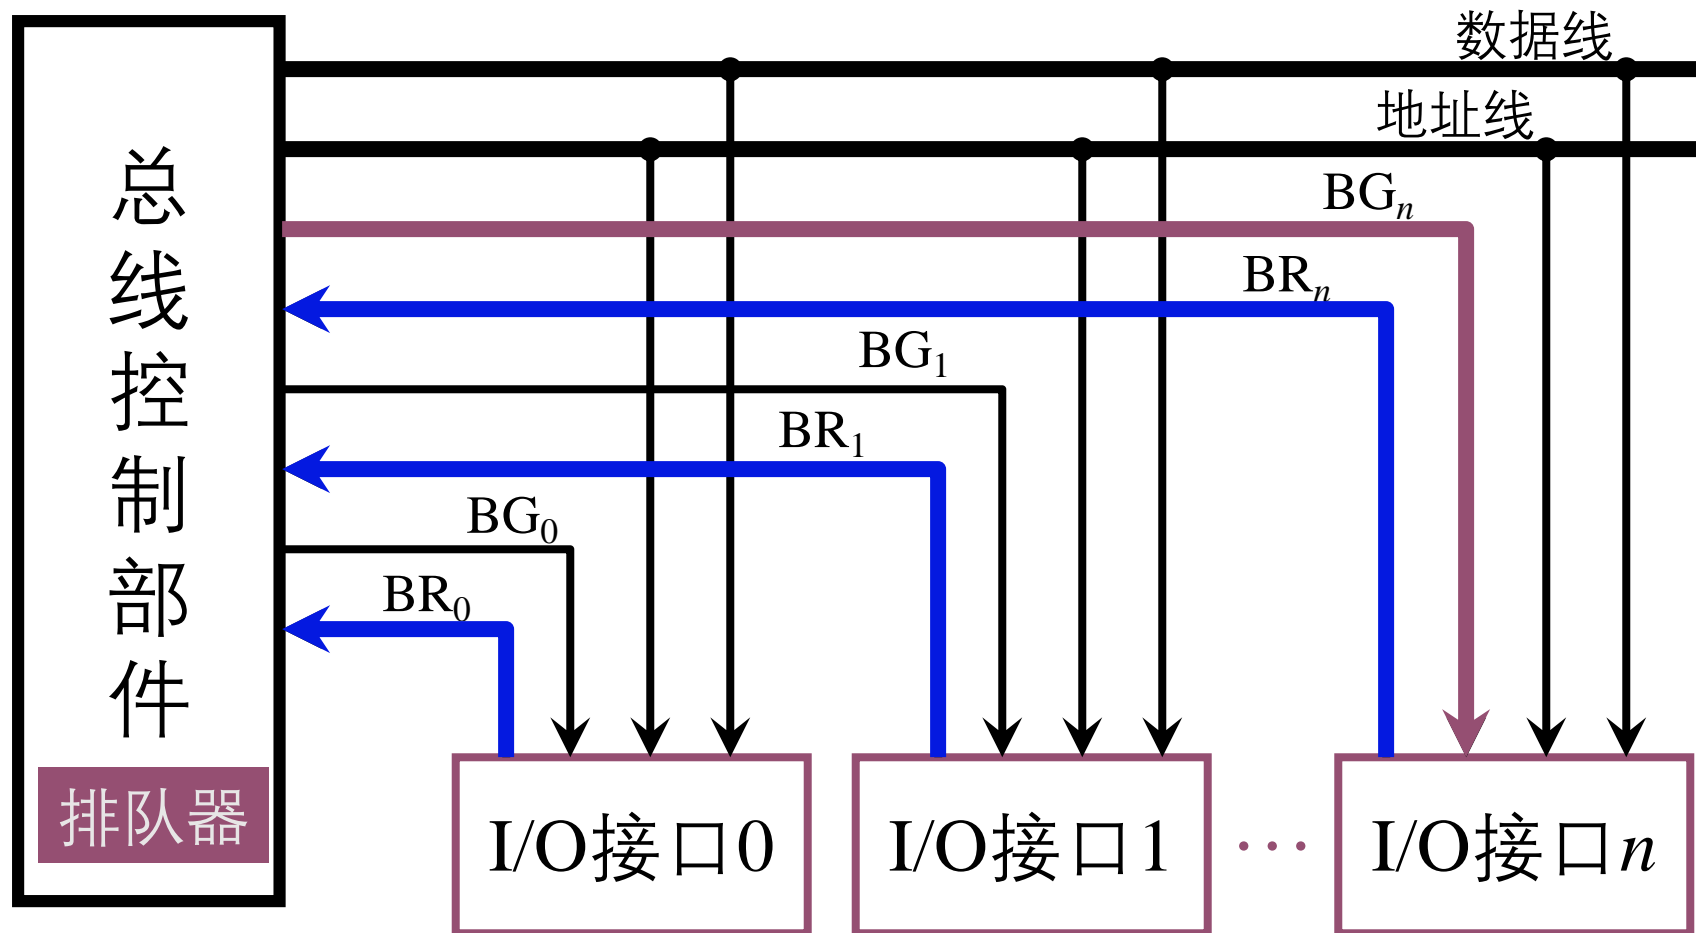 数据线
地址线
BGn
BRn
BG1
BR1
BG0
BR0
总线控制部件
排队器
I/O接口0
I/O接口1
···
I/O接口n